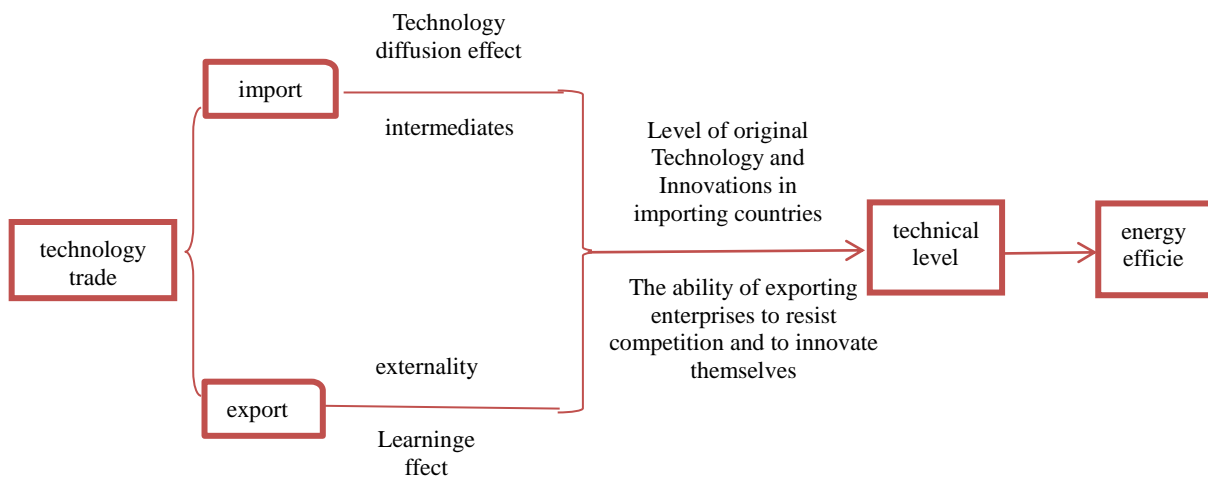 Technology
diffusion effect
import
intermediates
Level of original
Technology and
Innovations in
importing countries
technology
trade
technical
level
energy
efficie
The ability of exporting
enterprises to resist
competition and to innovate
themselves
externality
export
Learninge
ffect